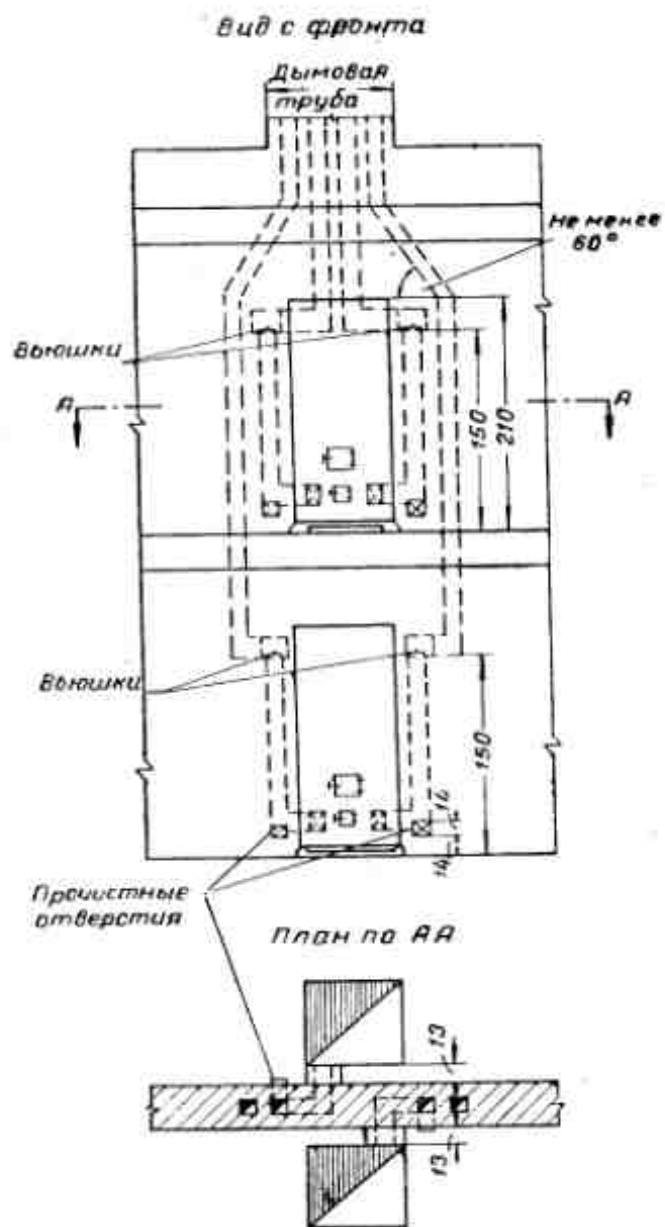 Вид с фронта
Дымовая
труба
Не менее
60°
Вьюшки
А
А
150
210
Вьюшки
150
14
14
Прочистные
отверстия
План по АА
13
13